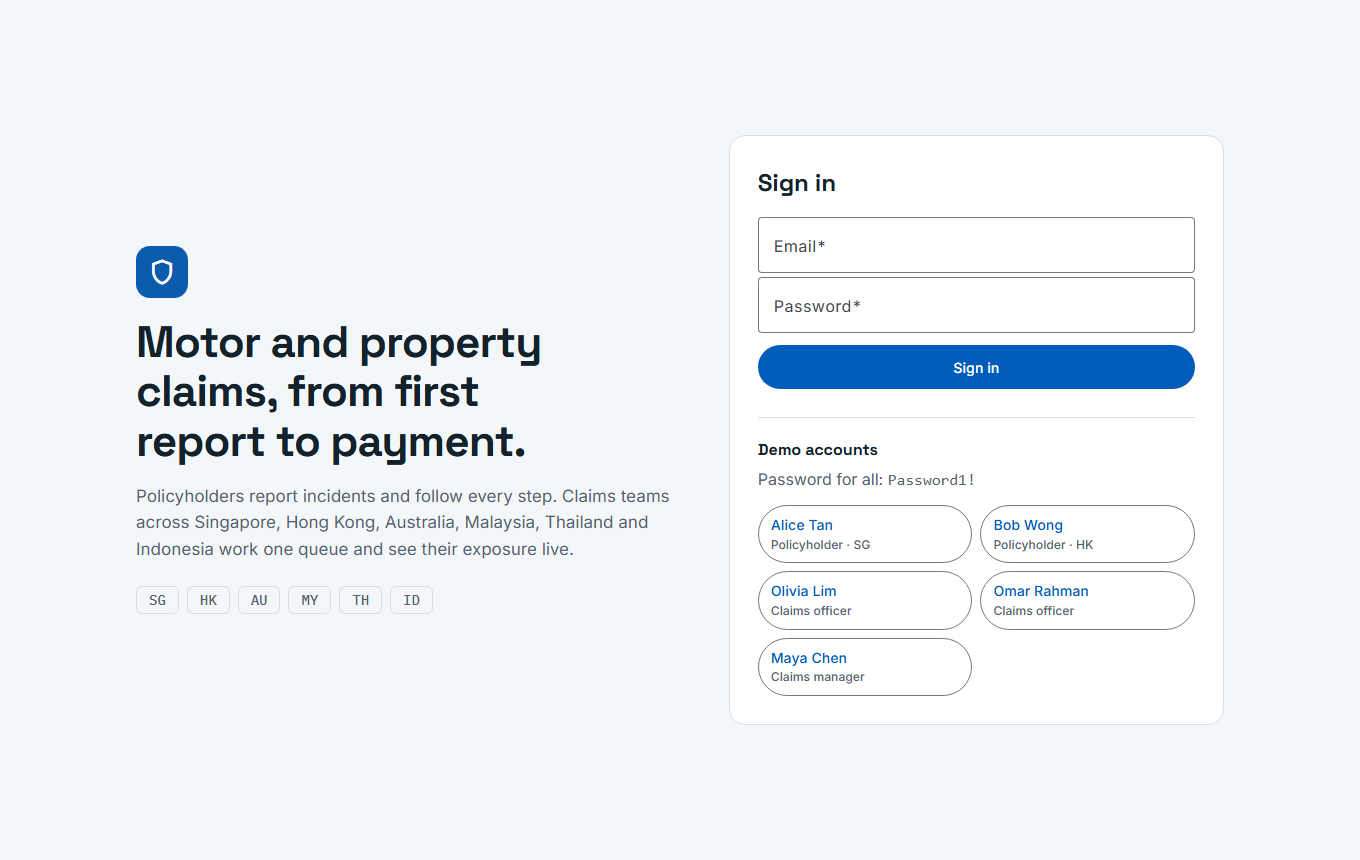 Motor and property
claims, from first
report to payment.
Policyholders report incidents and follow every step. Claims teams
across Singapore, Hong Kong, Australia, Malaysia, Thailand and
Indonesia work one queue and see their exposure live.
SG HK AU MY TH ID
Sign in
Email*
Password*
Sign in
Demo accounts
Password for all: Password1!
Alice Tan
Policyholder · SG
Bob Wong
Policyholder · HK
Olivia Lim
Claims officer
Omar Rahman
Claims officer
Maya Chen
Claims manager